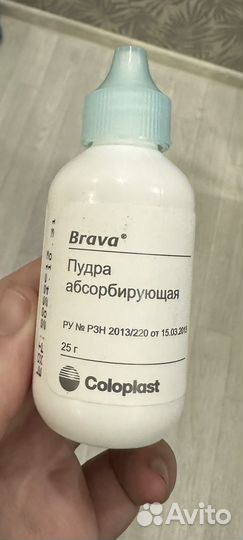 Brava®
Пудра
абсорбирующая
РУ № РЗН 2013/220 от 15.03.2013
25 г
Coloplast
Avito